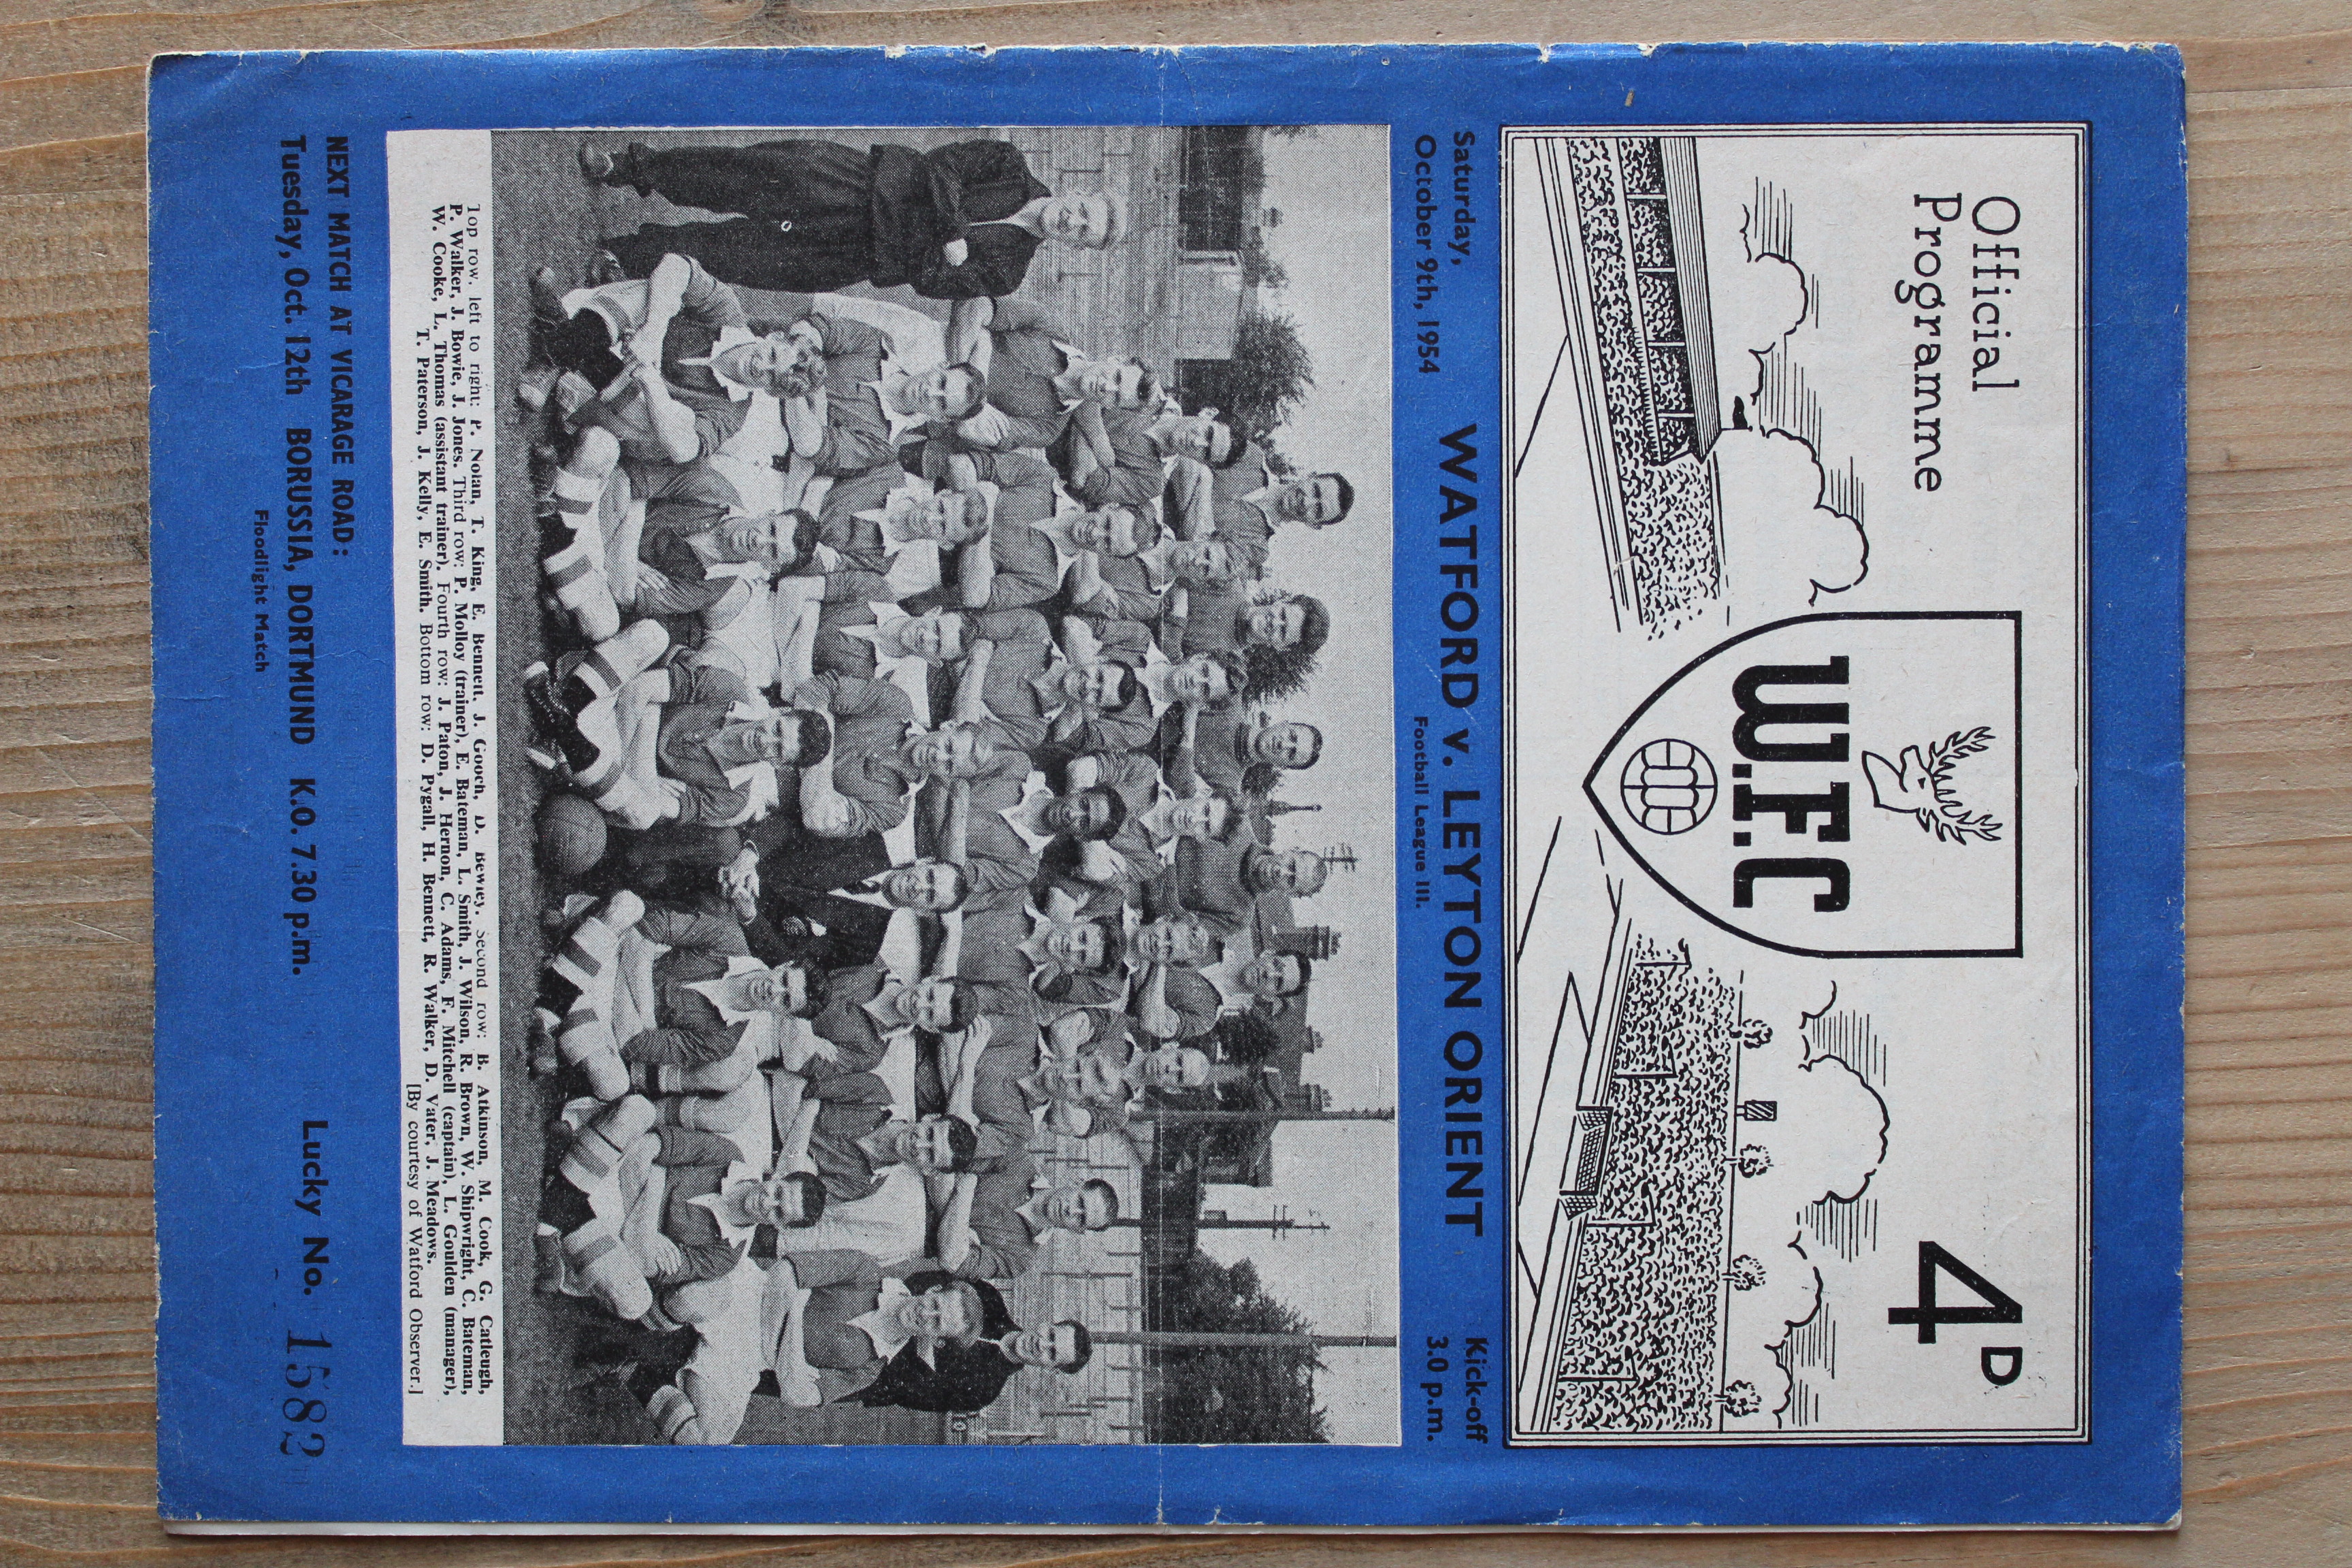 Official
Programme
4D
W.F.C
Saturday,
October 9th, 1954
WATFORD v. LEYTON ORIENT
Football League III.
Kick-off
3.0 p.m.
Top row, left to right: P. Nolan, T. King, E. Bennett, J. Gooch, D. Bewley. Second row: B. Atkinson, M. Cook, G. Catleugh,
P. Walker, J. Bowie, J. Jones. Third row: P. Molloy (trainer), E. Bateman, L. Smith, J. Wilson, R. Brown, W. Shipwright, C. Bateman,
W. Cooke, L. Thomas (assistant trainer). Fourth row: J. Paton, J. Hernon, C. Adams, F. Mitchell (captain), L. Goulden (manager),
T. Paterson, J. Kelly, E. Smith. Bottom row: D. Pygall, H. Bennett, R. Walker, D. Vater, J. Meadows.
[By courtesy of Watford Observer.]
NEXT MATCH AT VICARAGE ROAD:
Tuesday, Oct. 12th BORUSSIA, DORTMUND K.O. 7.30 p.m.
Floodlight Match
Lucky No. 1582